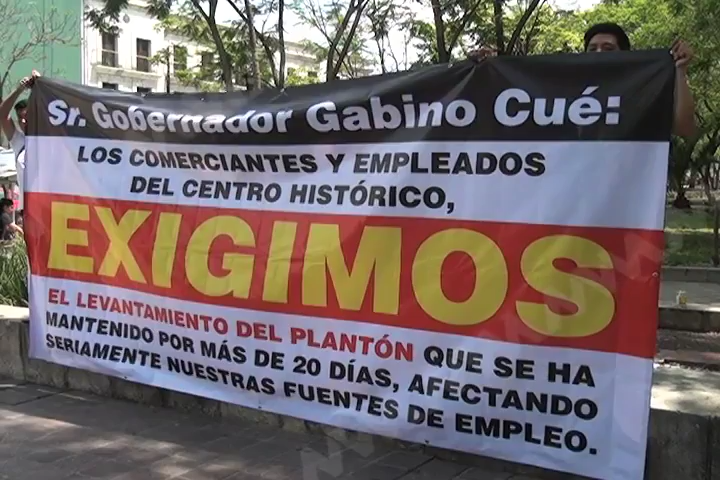 Sr. Gobernador Gabino Cué:
LOS COMERCIANTES Y EMPLEADOS
DEL CENTRO HISTÓRICO,
EXIGIMOS
EL LEVANTAMIENTO DEL PLANTÓN QUE SE HA
MANTENIDO POR MÁS DE 20 DÍAS, AFECTANDO
SERIAMENTE NUESTRAS FUENTES DE EMPLEO.